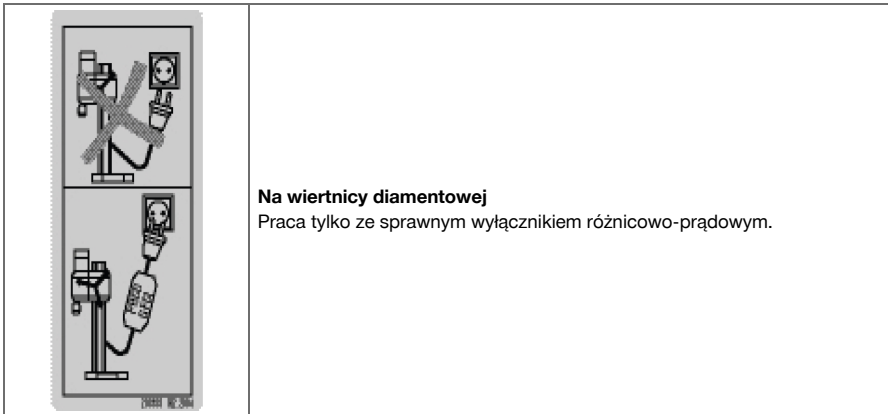 Na wiertnicy diamentowej
Praca tylko ze sprawnym wyłącznikiem różnicowo-prądowym.